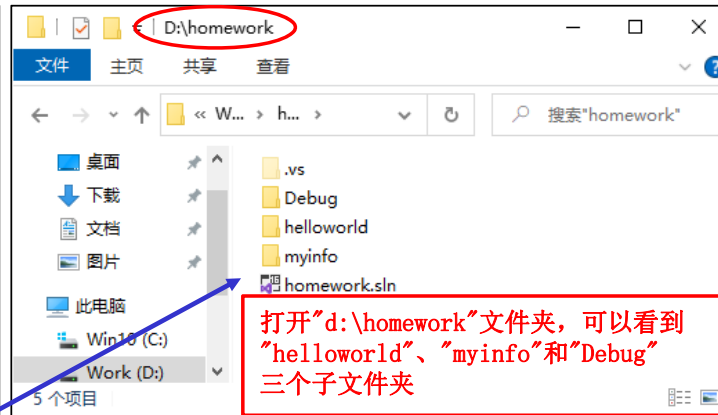 D:\homework
文件 主页 共享 查看
« W... › h... › 搜索"homework"
桌面
下载
文档
图片
此电脑
Win10 (C:)
Work (D:)
.vs
Debug
helloworld
myinfo
homework.sln
打开"d:\homework"文件夹，可以看到
"helloworld"、"myinfo"和"Debug"
三个子文件夹
5 个项目